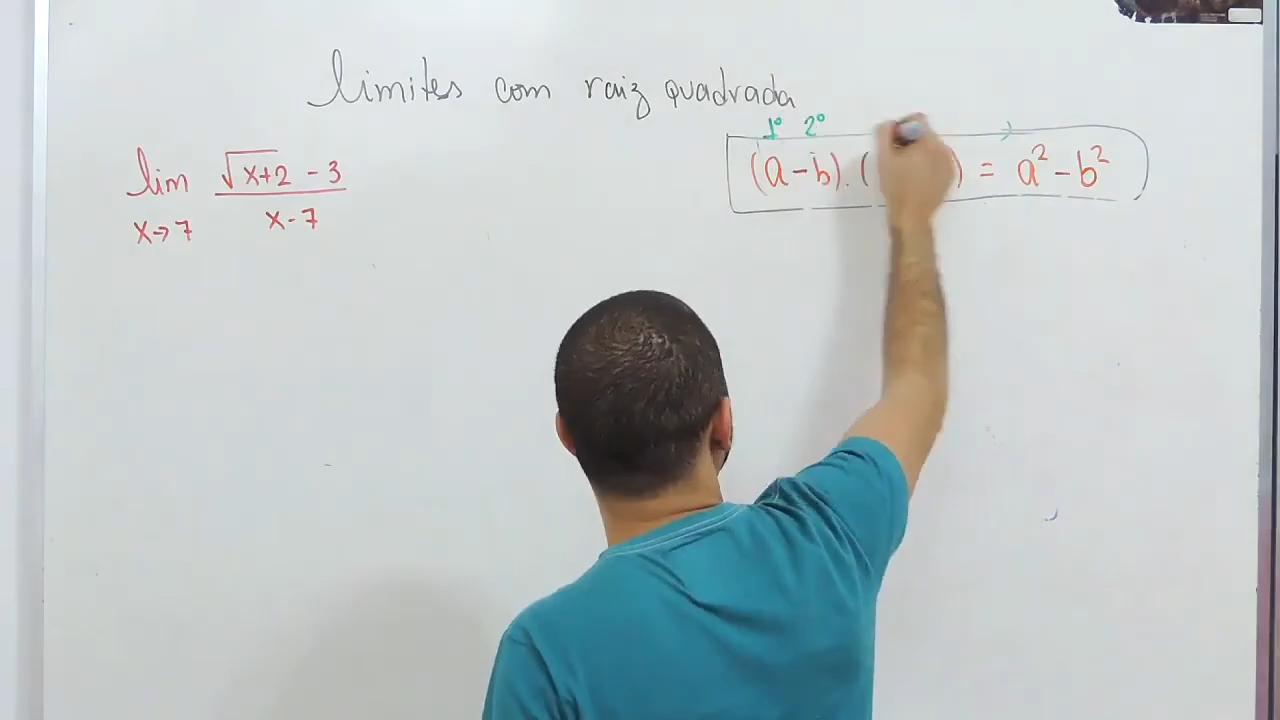 limites com raiz quadrada
1º 2º
lim √x+2 - 3
x→7 x-7
(a-b).( ) = a² - b²